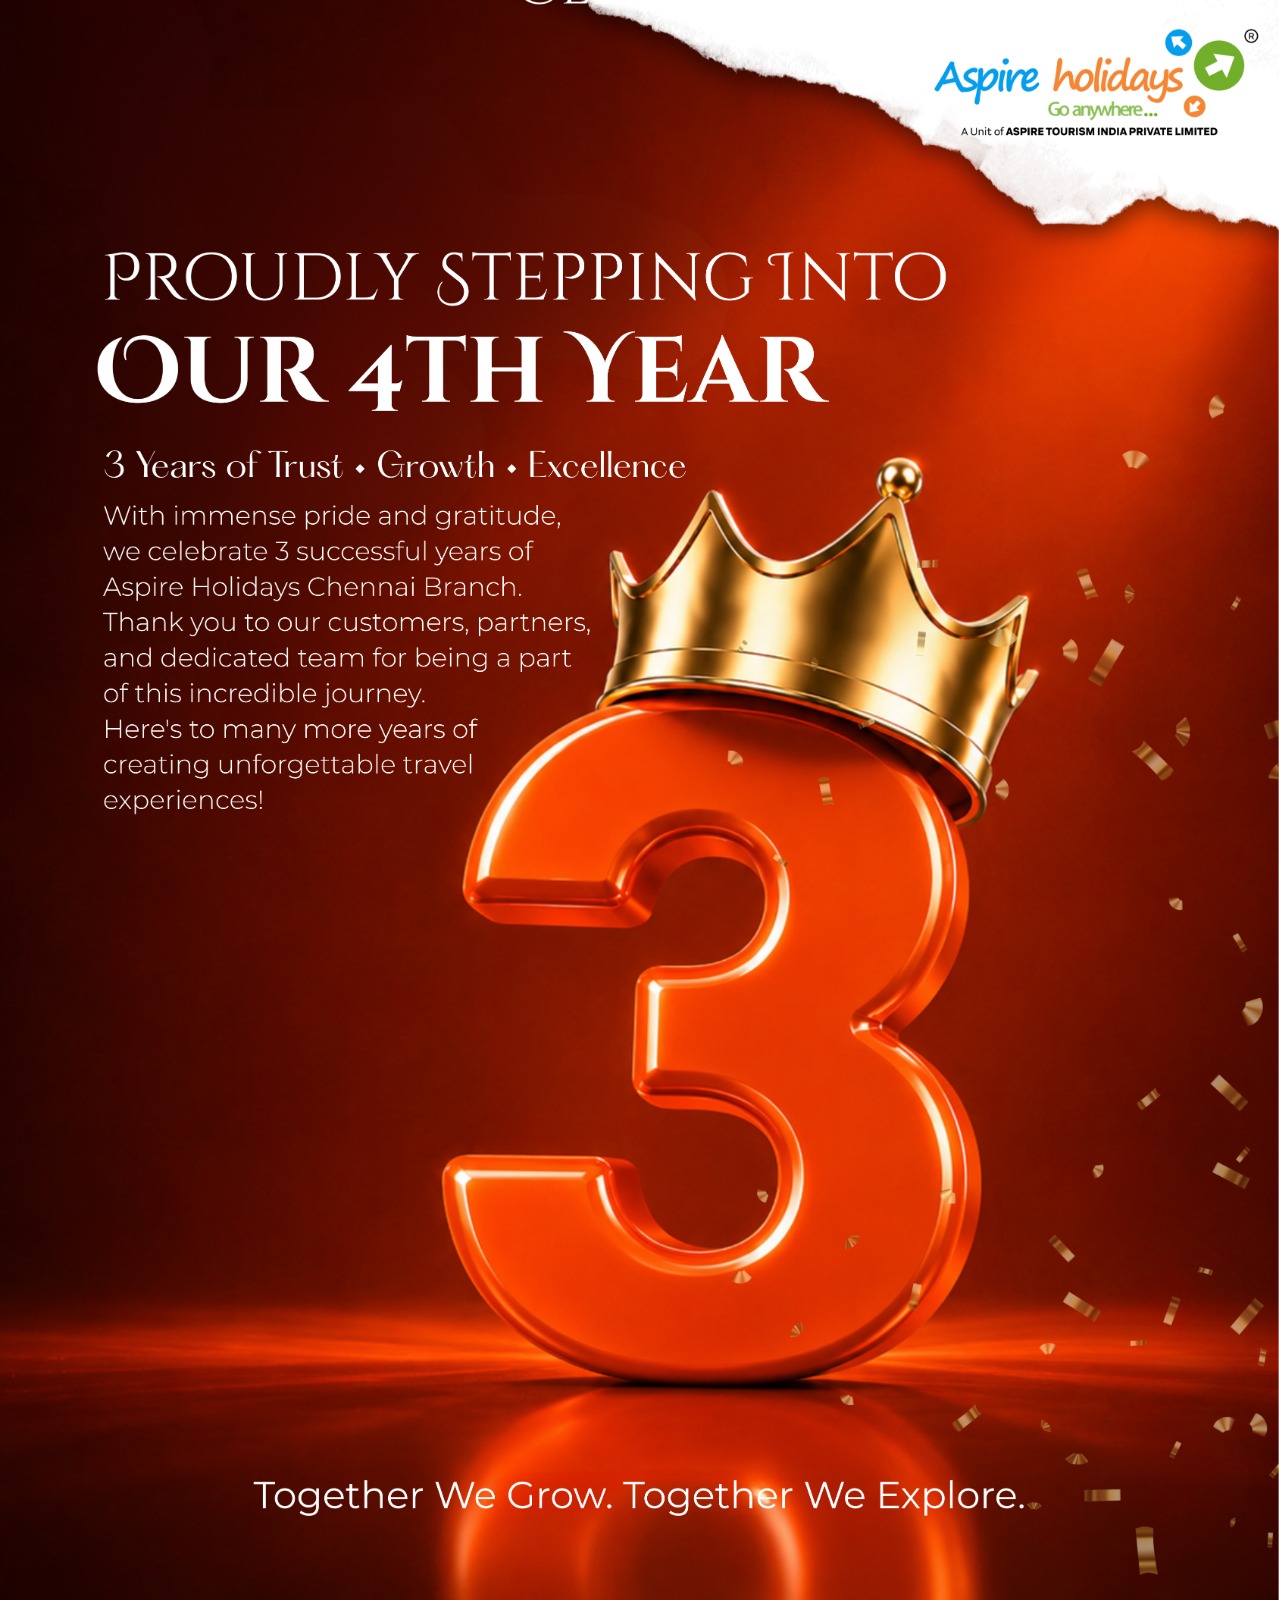 Aspire holidays ®
Go anywhere...
A Unit of ASPIRE TOURISM INDIA PRIVATE LIMITED
Proudly Stepping Into
Our 4th Year
3 Years of Trust • Growth • Excellence
With immense pride and gratitude,
we celebrate 3 successful years of
Aspire Holidays Chennai Branch.
Thank you to our customers, partners,
and dedicated team for being a part
of this incredible journey.
Here's to many more years of
creating unforgettable travel
experiences!
3
Together We Grow. Together We Explore.